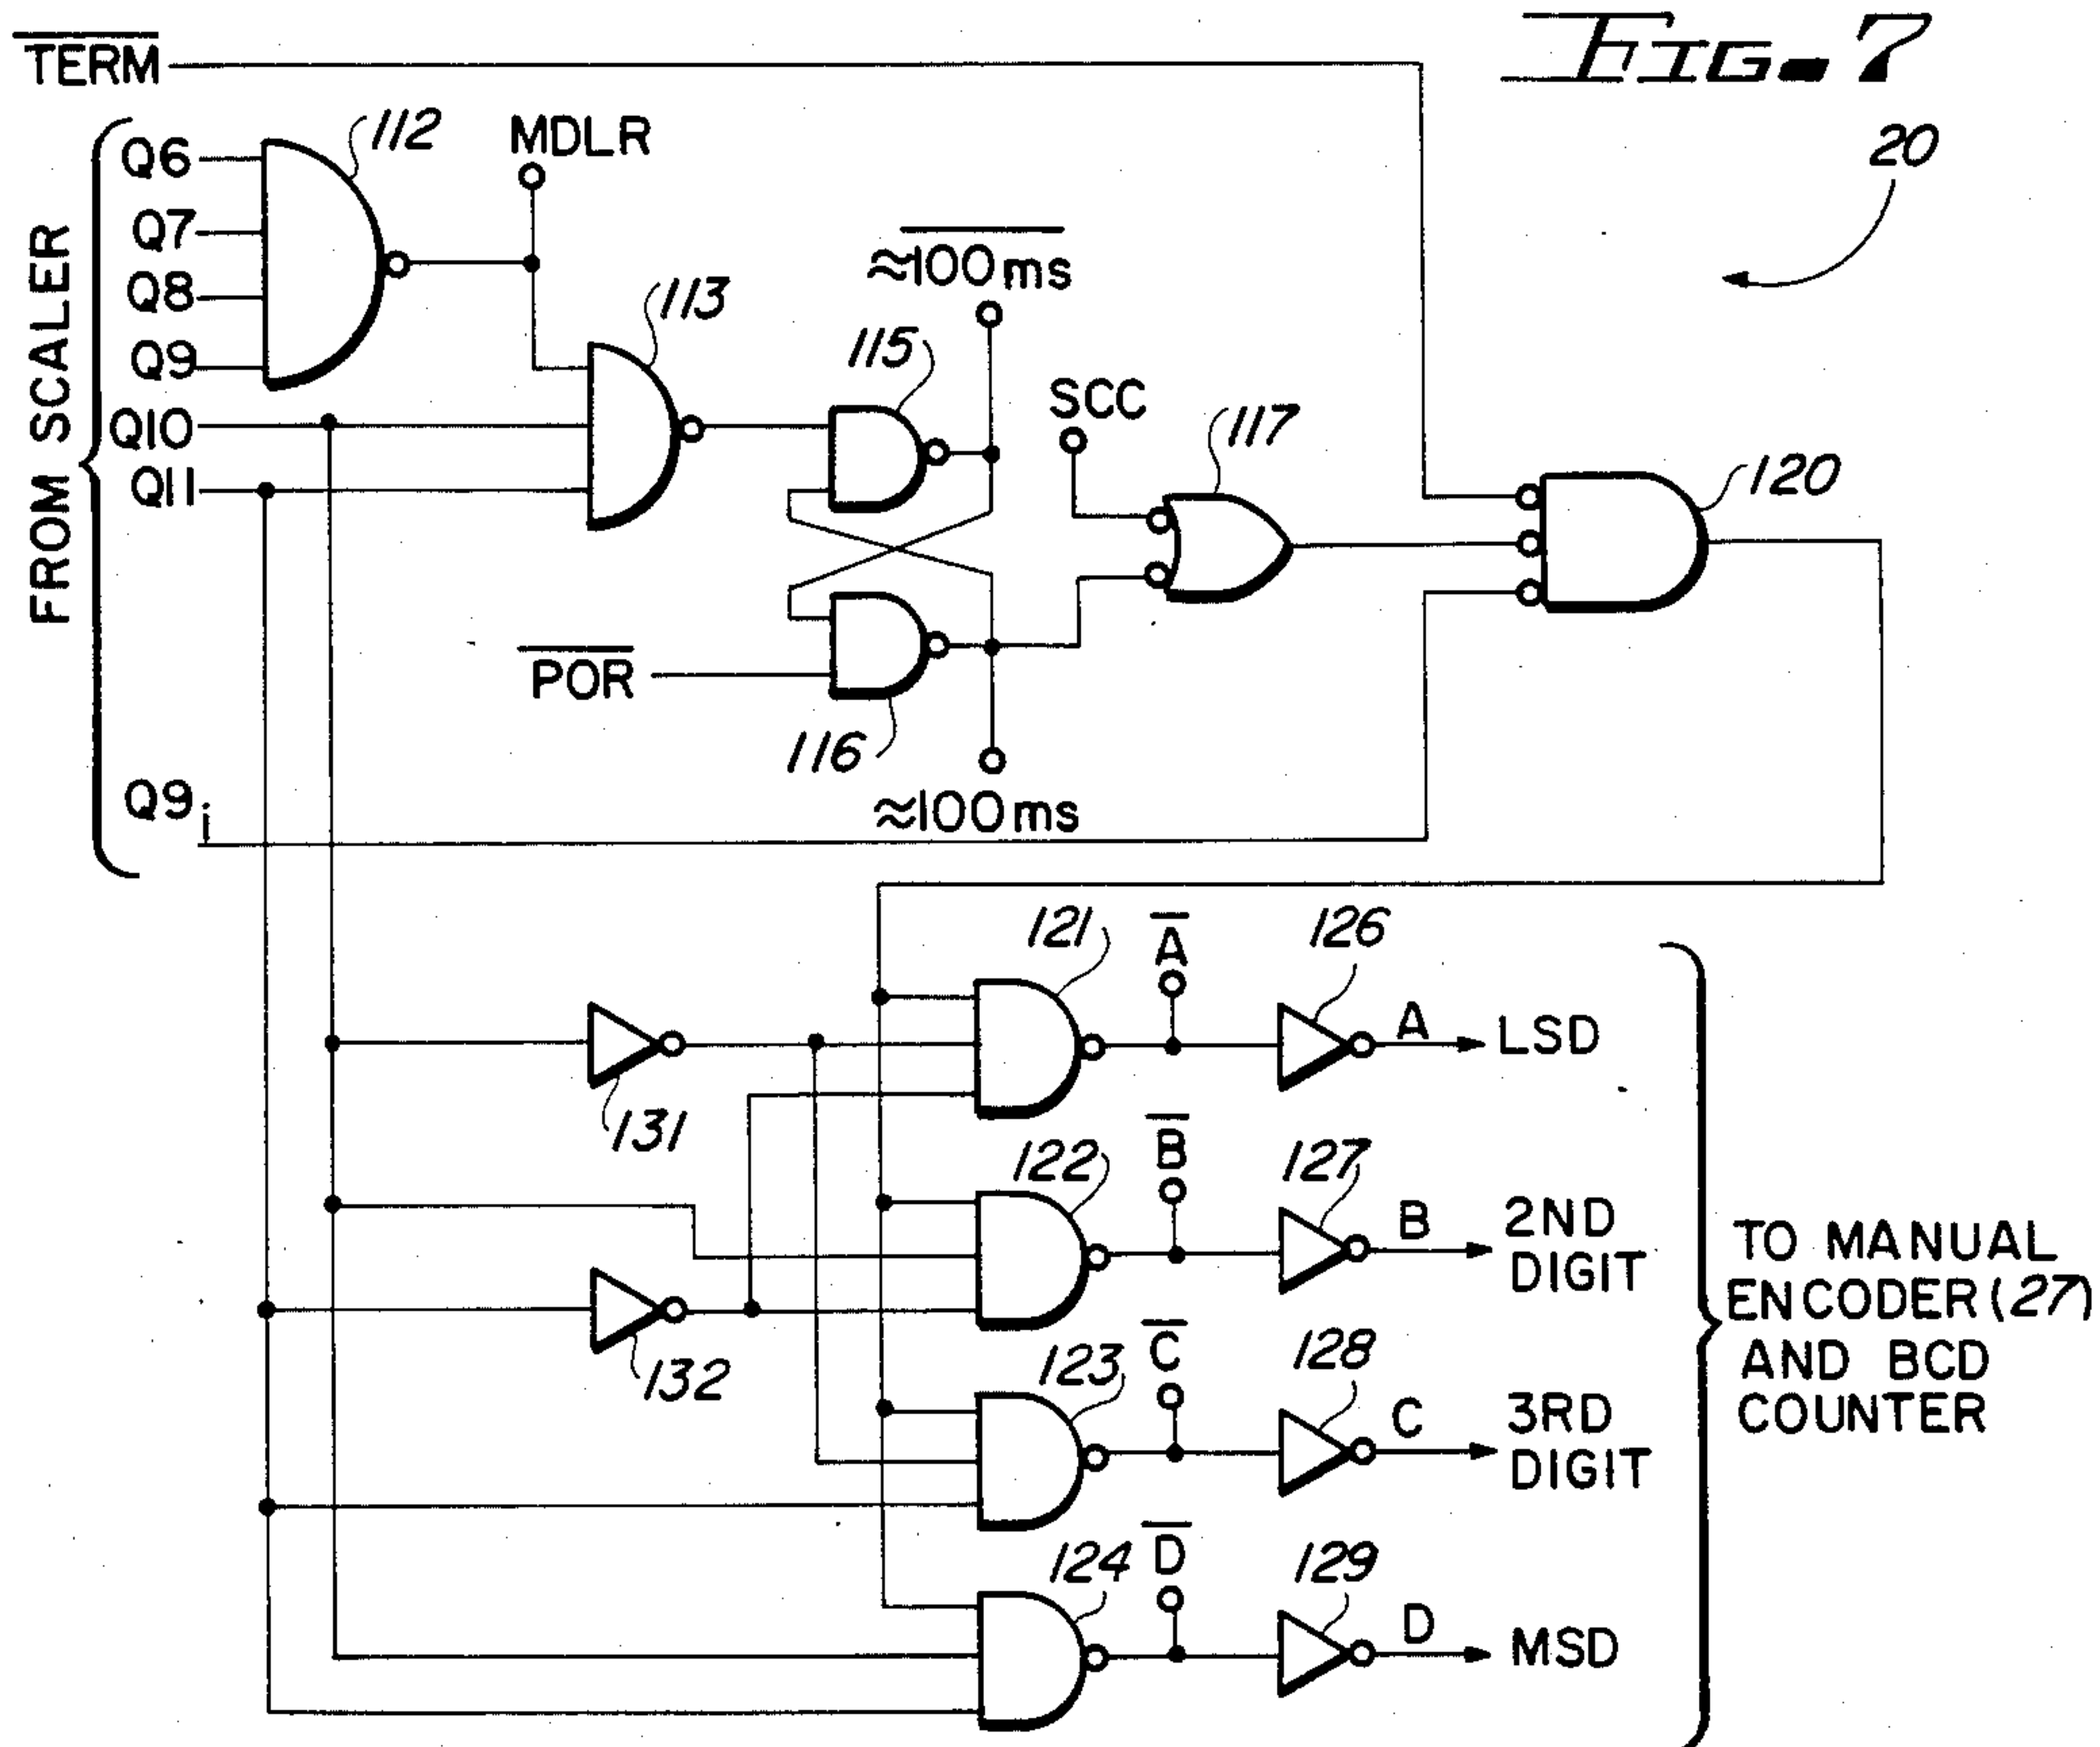 FIG-7
TERM
20
112
MDLR
Q6
Q7
Q8
Q9
Q10
Q11
Q9i
FROM SCALER
113
≈100ms
115
SCC
117
120
POR
116
≈100ms
121
A
126
A
LSD
131
122
B
127
B
2ND
DIGIT
132
123
C
128
C
3RD
DIGIT
124
D
129
D
MSD
TO MANUAL
ENCODER (27)
AND BCD
COUNTER